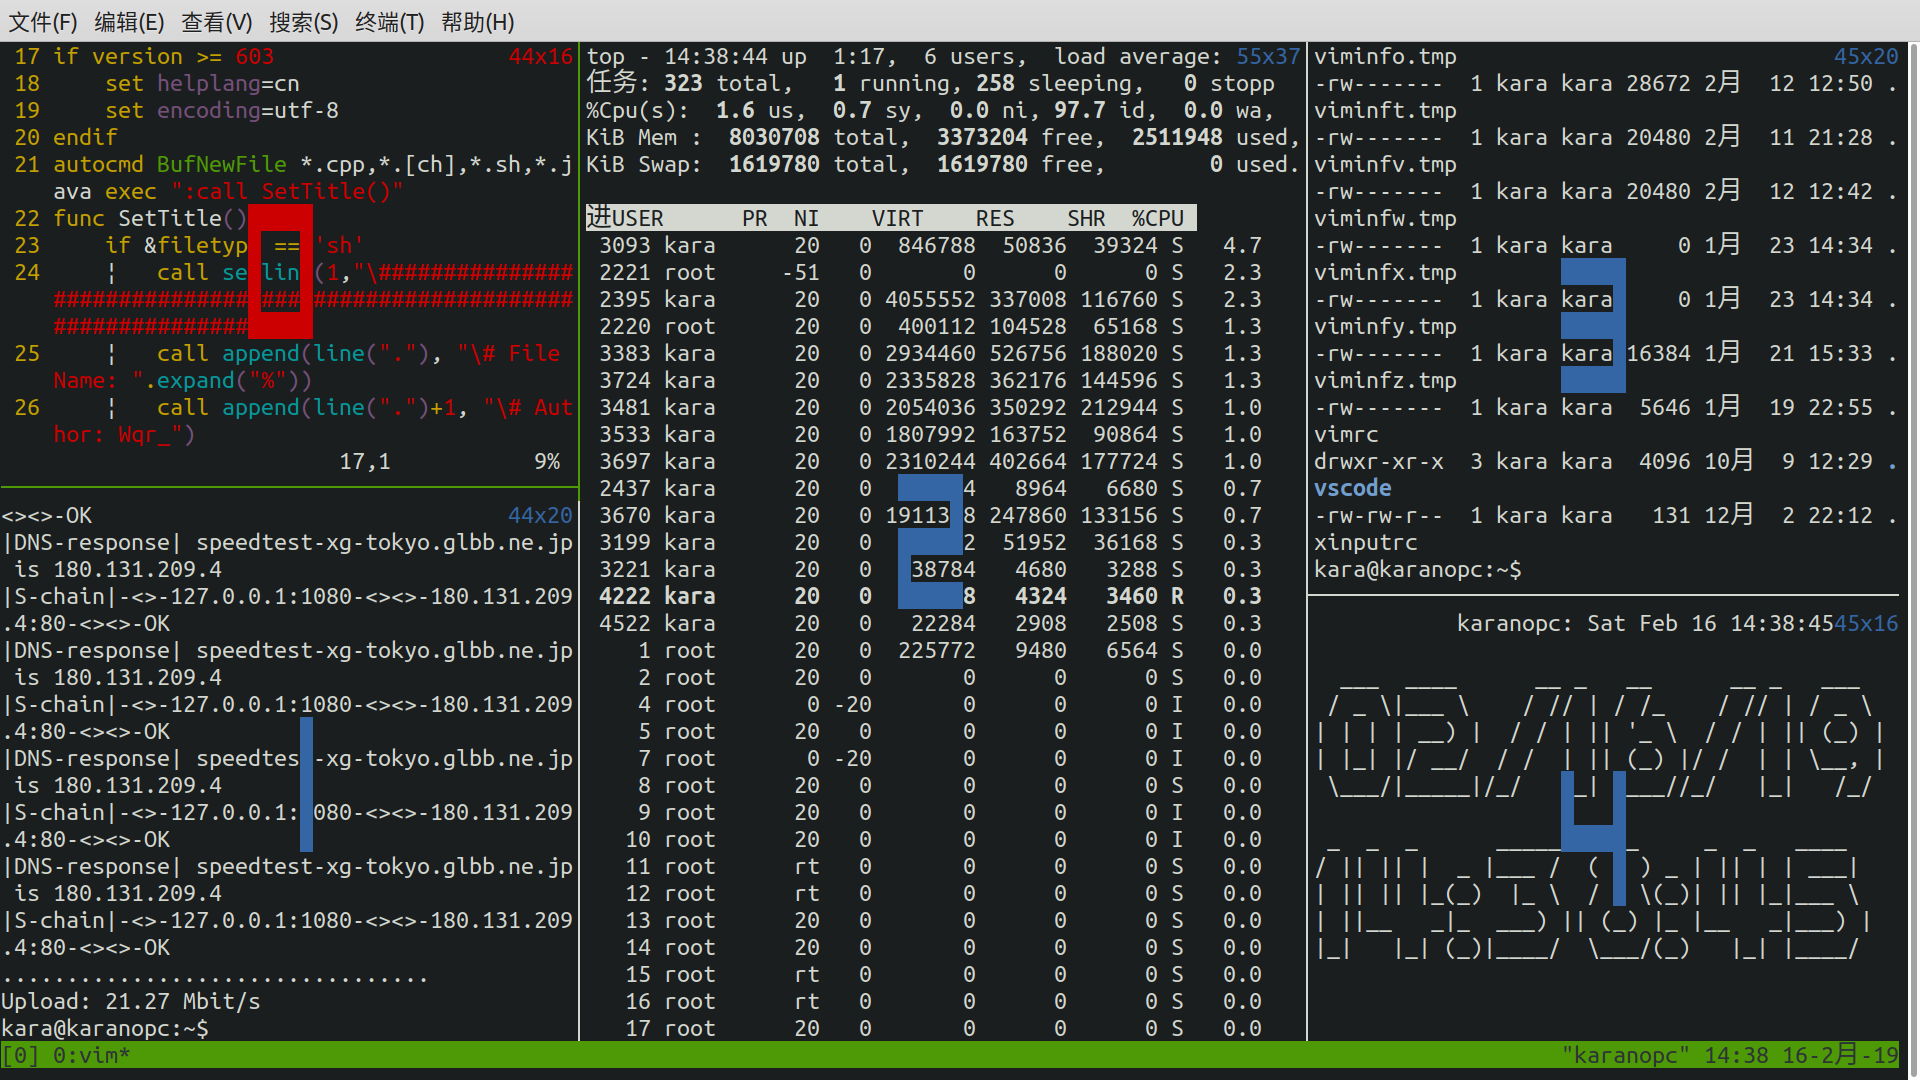 文件(F) 编辑(E) 查看(V) 搜索(S) 终端(T) 帮助(H)
17 if version >= 603 44x16
18 set helplang=cn
19 set encoding=utf-8
20 endif
21 autocmd BufNewFile *.cpp,*.[ch],*.sh,*.j
ava exec ":call SetTitle()"
22 func SetTitle()
23 if &filetyp == 'sh'
24 ¦ call se lin (1,"\###############
########################################
###############
25 ¦ call append(line("."), "\# File
Name: ".expand("%"))
26 ¦ call append(line(".")+1, "\# Aut
hor: Wqr_")
17,1 9%
<><>-OK 44x20
|DNS-response| speedtest-xg-tokyo.glbb.ne.jp
is 180.131.209.4
|S-chain|-<>-127.0.0.1:1080-<><>-180.131.209
.4:80-<><>-OK
|DNS-response| speedtest-xg-tokyo.glbb.ne.jp
is 180.131.209.4
|S-chain|-<>-127.0.0.1:1080-<><>-180.131.209
.4:80-<><>-OK
|DNS-response| speedtes -xg-tokyo.glbb.ne.jp
is 180.131.209.4
|S-chain|-<>-127.0.0.1: 080-<><>-180.131.209
.4:80-<><>-OK
|DNS-response| speedtest-xg-tokyo.glbb.ne.jp
is 180.131.209.4
|S-chain|-<>-127.0.0.1:1080-<><>-180.131.209
.4:80-<><>-OK
.................................
Upload: 21.27 Mbit/s
kara@karanopc:~$
top - 14:38:44 up 1:17, 6 users, load average: 55x37
任务: 323 total, 1 running, 258 sleeping, 0 stopp
%Cpu(s): 1.6 us, 0.7 sy, 0.0 ni, 97.7 id, 0.0 wa,
KiB Mem : 8030708 total, 3373204 free, 2511948 used,
KiB Swap: 1619780 total, 1619780 free, 0 used.
进USER PR NI VIRT RES SHR %CPU
3093 kara 20 0 846788 50836 39324 S 4.7
2221 root -51 0 0 0 0 S 2.3
2395 kara 20 0 4055552 337008 116760 S 2.3
2220 root 20 0 400112 104528 65168 S 1.3
3383 kara 20 0 2934460 526756 188020 S 1.3
3724 kara 20 0 2335828 362176 144596 S 1.3
3481 kara 20 0 2054036 350292 212944 S 1.0
3533 kara 20 0 1807992 163752 90864 S 1.0
3697 kara 20 0 2310244 402664 177724 S 1.0
2437 kara 20 0 4 8964 6680 S 0.7
3670 kara 20 0 19113 8 247860 133156 S 0.7
3199 kara 20 0 2 51952 36168 S 0.3
3221 kara 20 0 38784 4680 3288 S 0.3
4222 kara 20 0 8 4324 3460 R 0.3
4522 kara 20 0 22284 2908 2508 S 0.3
1 root 20 0 225772 9480 6564 S 0.0
2 root 20 0 0 0 0 S 0.0
4 root 0 -20 0 0 0 I 0.0
5 root 20 0 0 0 0 I 0.0
7 root 0 -20 0 0 0 I 0.0
8 root 20 0 0 0 0 S 0.0
9 root 20 0 0 0 0 I 0.0
10 root 20 0 0 0 0 I 0.0
11 root rt 0 0 0 0 S 0.0
12 root rt 0 0 0 0 S 0.0
13 root 20 0 0 0 0 S 0.0
14 root 20 0 0 0 0 S 0.0
15 root rt 0 0 0 0 S 0.0
16 root rt 0 0 0 0 S 0.0
17 root 20 0 0 0 0 S 0.0
viminfo.tmp 45x20
-rw------- 1 kara kara 28672 2月 12 12:50 .
viminft.tmp
-rw------- 1 kara kara 20480 2月 11 21:28 .
viminfv.tmp
-rw------- 1 kara kara 20480 2月 12 12:42 .
viminfw.tmp
-rw------- 1 kara kara 0 1月 23 14:34 .
viminfx.tmp
-rw------- 1 kara kara 0 1月 23 14:34 .
viminfy.tmp
-rw------- 1 kara kara 16384 1月 21 15:33 .
viminfz.tmp
-rw------- 1 kara kara 5646 1月 19 22:55 .
vimrc
drwxr-xr-x 3 kara kara 4096 10月 9 12:29 .
vscode
-rw-rw-r-- 1 kara kara 131 12月 2 22:12 .
xinputrc
kara@karanopc:~$
karanopc: Sat Feb 16 14:38:45 45x16
02/16/19
14:38:45
[0] 0:vim* "karanopc" 14:38 16-2月-19